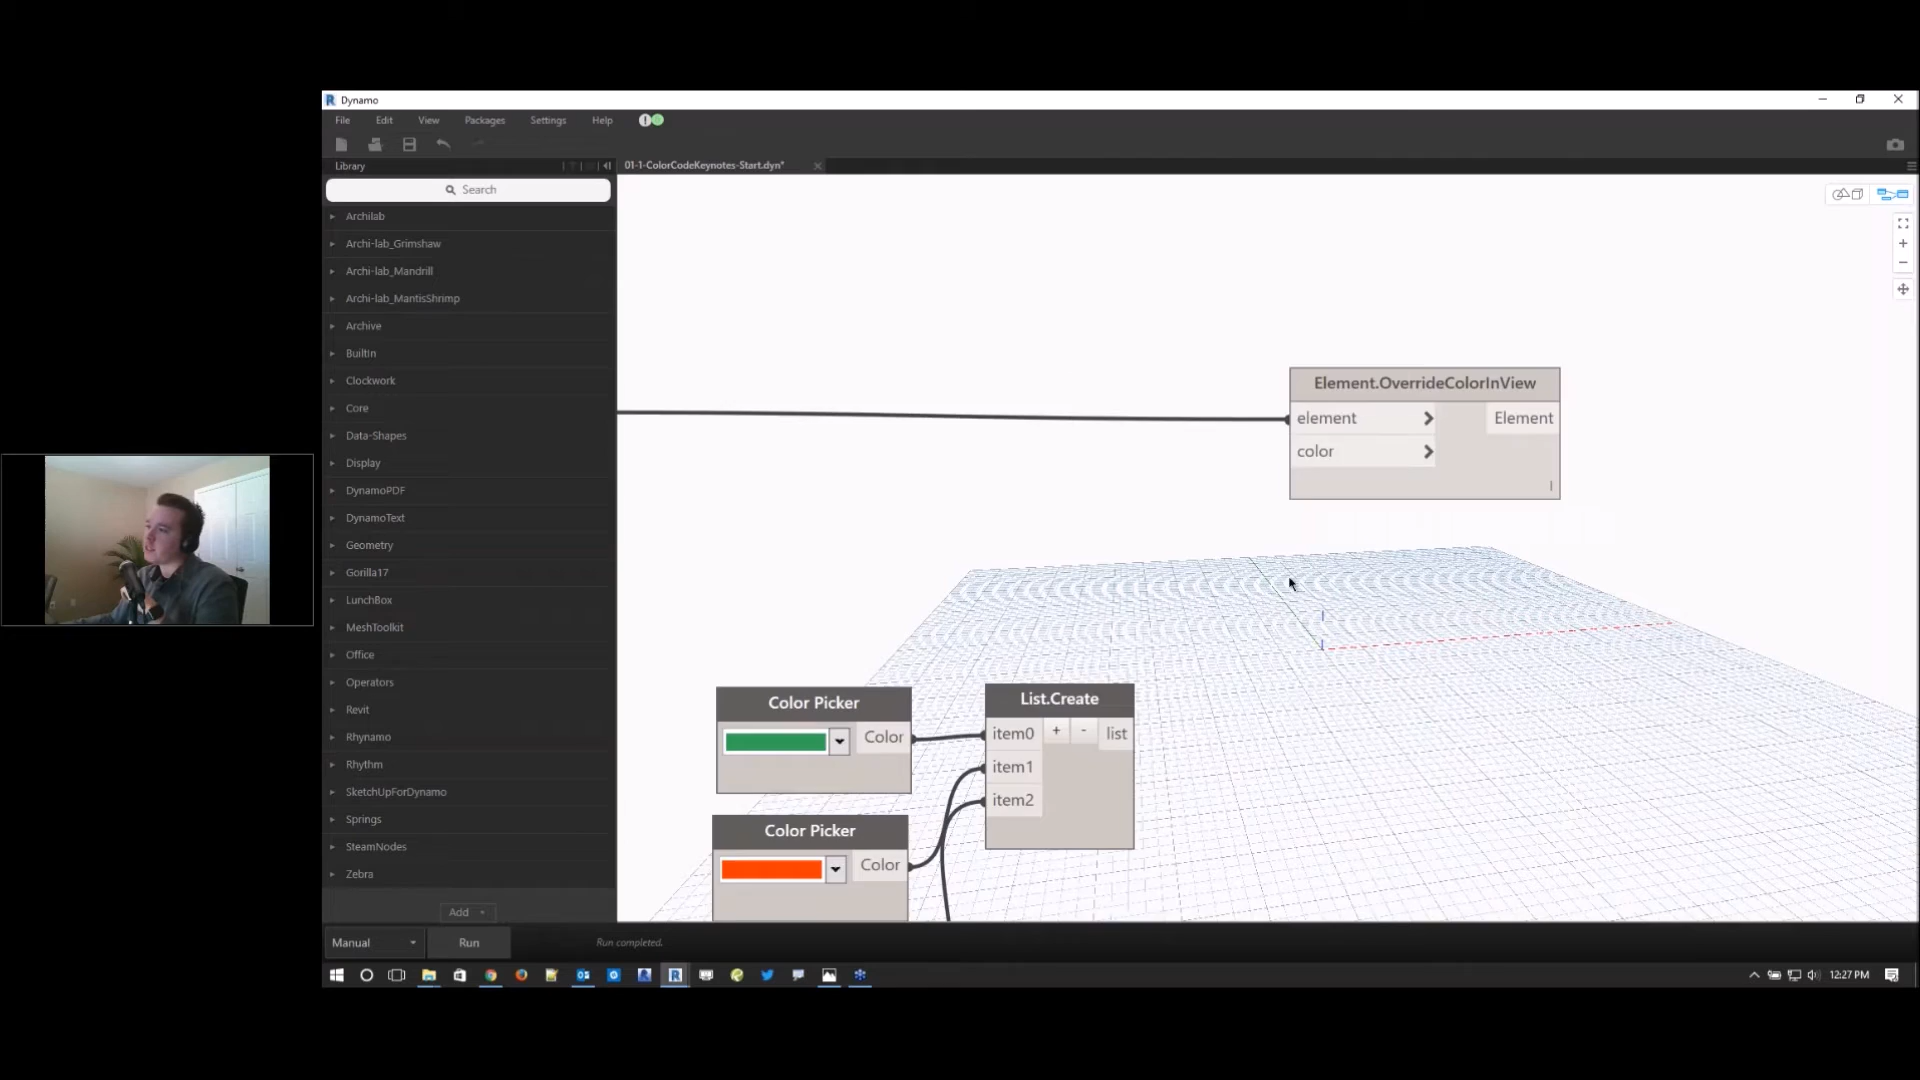 Dynamo
File Edit View Packages Settings Help
Library
01-1-ColorCodeKeynotes-Start.dyn*
Search
Archilab
Archi-lab_Grimshaw
Archi-lab_Mandrill
Archi-lab_MantisShrimp
Archive
BuiltIn
Clockwork
Core
Data-Shapes
Display
DynamoPDF
DynamoText
Geometry
Gorilla17
LunchBox
MeshToolkit
Office
Operators
Revit
Rhynamo
Rhythm
SketchUpForDynamo
Springs
SteamNodes
Zebra
Add
Element.OverrideColorInView
element > Element
color >
l
Color Picker
Color
List.Create
item0 + - list
item1
item2
Color Picker
Color
Manual Run Run completed.
12:27 PM